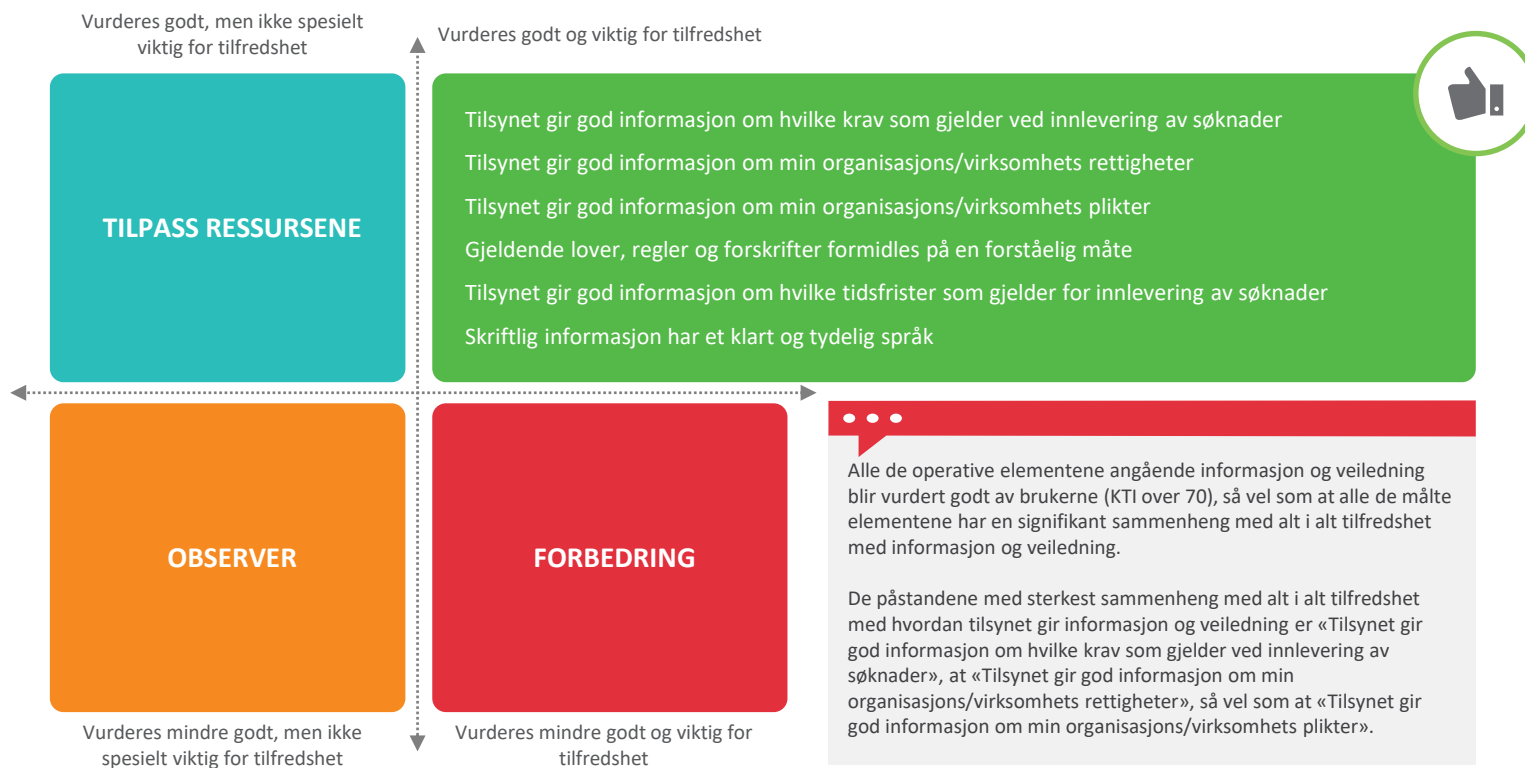 Vurderes godt, men ikke spesielt
viktig for tilfredshet
Vurderes godt og viktig for tilfredshet
TILPASS RESSURSENE
Tilsynet gir god informasjon om hvilke krav som gjelder ved innlevering av søknader
Tilsynet gir god informasjon om min organisasjons/virksomhets rettigheter
Tilsynet gir god informasjon om min organisasjons/virksomhets plikter
Gjeldende lover, regler og forskrifter formidles på en forståelig måte
Tilsynet gir god informasjon om hvilke tidsfrister som gjelder for innlevering av søknader
Skriftlig informasjon har et klart og tydelig språk
OBSERVER
FORBEDRING
Alle de operative elementene angående informasjon og veiledning
blir vurdert godt av brukerne (KTI over 70), så vel som at alle de målte
elementene har en signifikant sammenheng med alt i alt tilfredshet
med informasjon og veiledning.
De påstandene med sterkest sammenheng med alt i alt tilfredshet
med hvordan tilsynet gir informasjon og veiledning er «Tilsynet gir
god informasjon om hvilke krav som gjelder ved innlevering av
søknader», at «Tilsynet gir god informasjon om min
organisasjons/virksomhets rettigheter», så vel som at «Tilsynet gir
god informasjon om min organisasjons/virksomhets plikter».
Vurderes mindre godt, men ikke
spesielt viktig for tilfredshet
Vurderes mindre godt og viktig for
tilfredshet